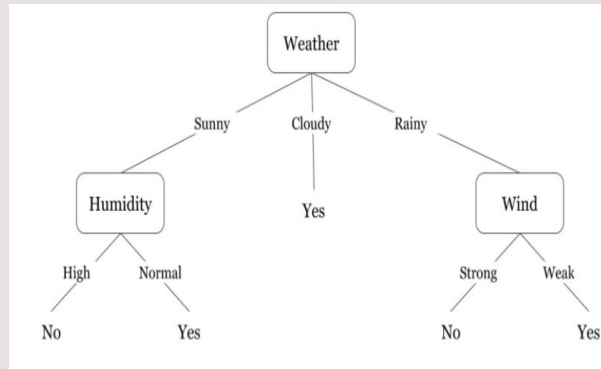 Weather
Sunny Cloudy Rainy
Humidity Yes Wind
High Normal Strong Weak
No Yes No Yes